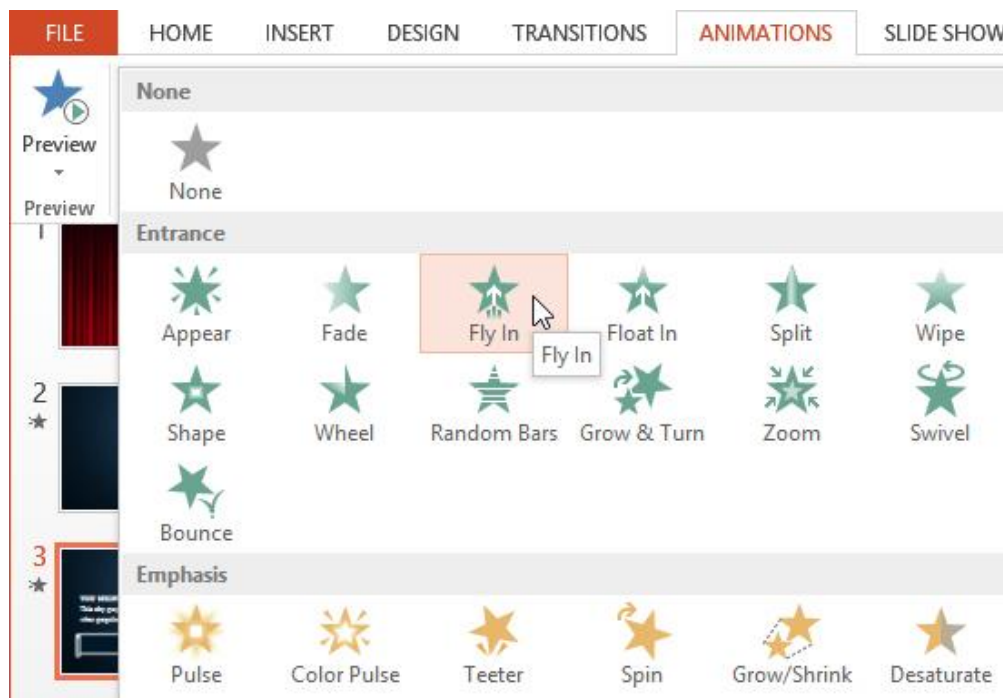 FILE HOME INSERT DESIGN TRANSITIONS ANIMATIONS SLIDE SHOW
Preview
Preview
None
None
Entrance
Appear Fade Fly In Float In Split Wipe
Fly In
Shape Wheel Random Bars Grow & Turn Zoom Swivel
Bounce
Emphasis
Pulse Color Pulse Teeter Spin Grow/Shrink Desaturate
1
2
3